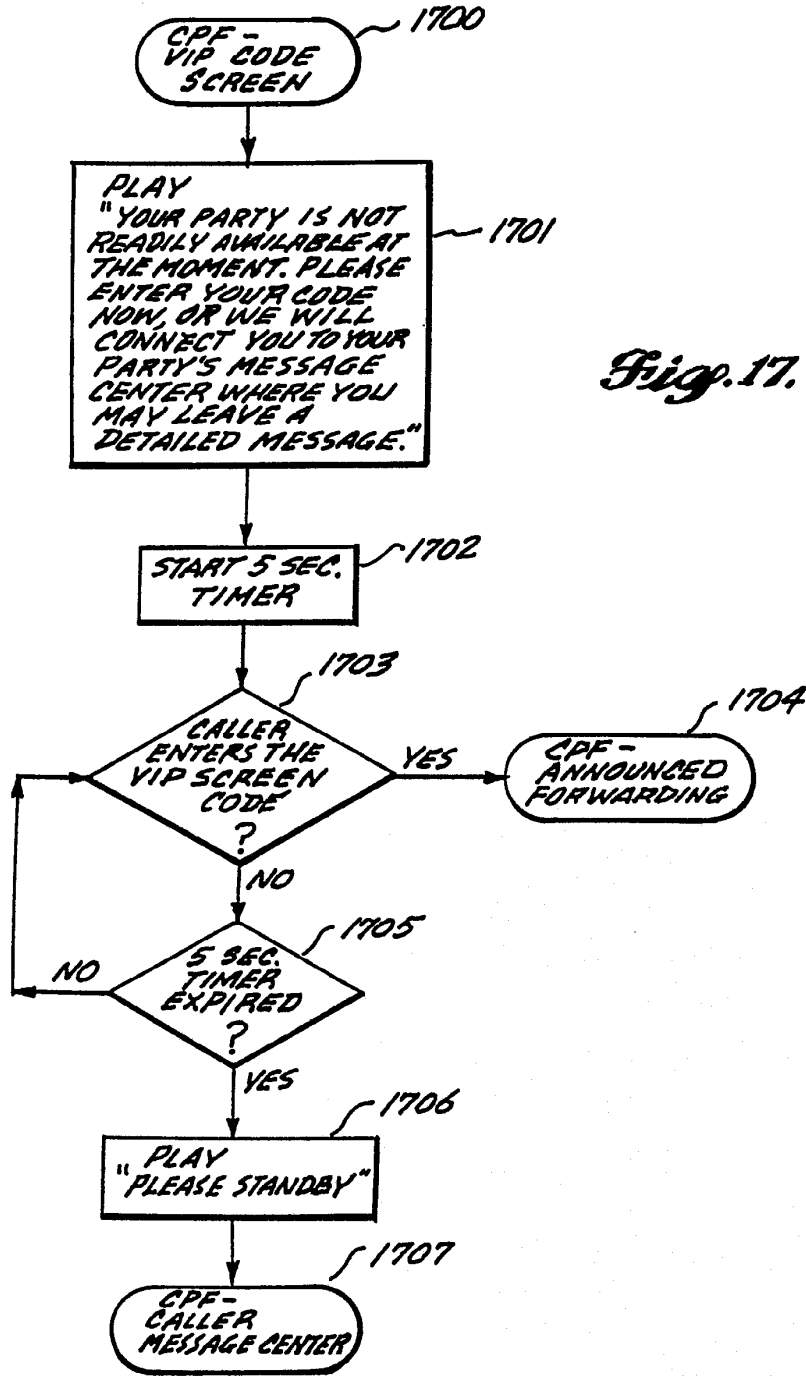 CPF-
VIP CODE
SCREEN
1700
PLAY
"YOUR PARTY IS NOT
READILY AVAILABLE AT
THE MOMENT. PLEASE
ENTER YOUR CODE
NOW, OR WE WILL
CONNECT YOU TO YOUR
PARTY'S MESSAGE
CENTER WHERE YOU
MAY LEAVE A
DETAILED MESSAGE."
1701
Fig. 17.
START 5 SEC.
TIMER
1702
CALLER
ENTERS THE
VIP SCREEN
CODE
?
1703
YES
CPF-
ANNOUNCED
FORWARDING
1704
NO
5 SEC.
TIMER
EXPIRED
?
1705
NO
YES
PLAY
"PLEASE STANDBY"
1706
CPF-
CALLER
MESSAGE CENTER
1707